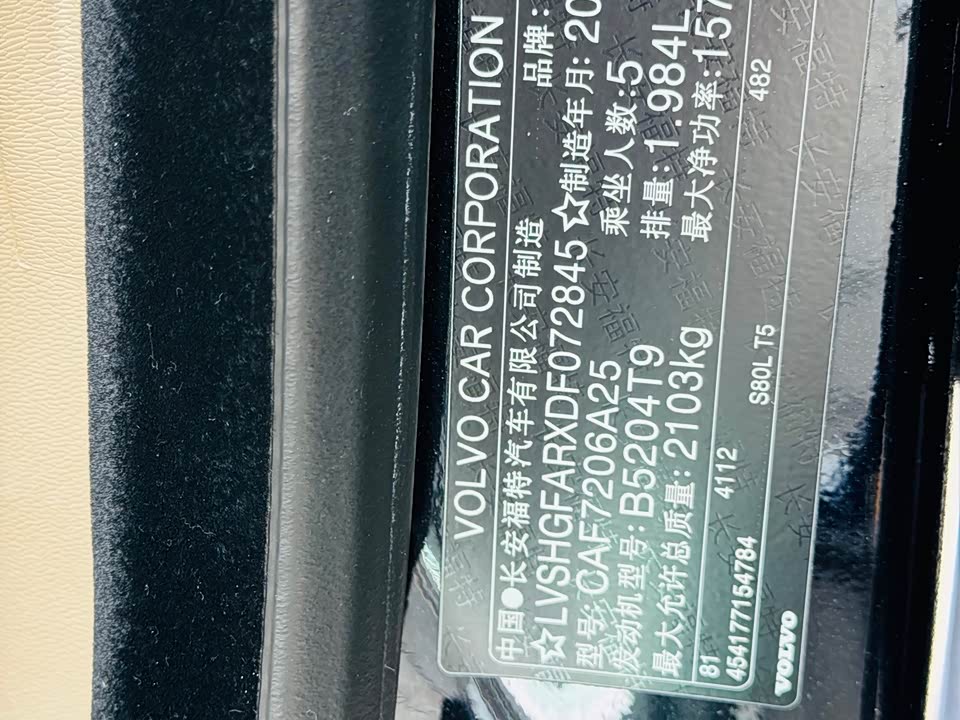 VOLVO CAR CORPORATION
中国●长安福特汽车有限公司制造 品牌:
☆LVSHGFARXDF072845☆制造年月: 20
型号: CAF7206A25 乘坐人数:5
发动机型号: B5204T9 排量: 1.984L
最大允许总质量: 2103kg 最大净功率:157
81 4112 482
454177154784
S80L T5
VOLVO